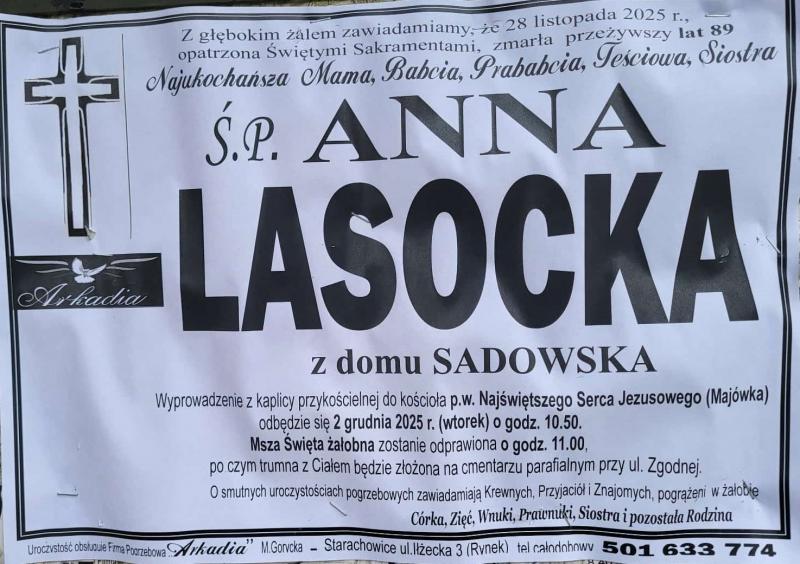 Z głębokim żalem zawiadamiamy, że 28 listopada 2025 r.,
opatrzona Świętymi Sakramentami, zmarła przeżywszy lat 89
Najukochańsza Mama, Babcia, Prababcia, Teściowa, Siostra
Ś.P. ANNA
LASOCKA
Arkadia
z domu SADOWSKA
Wyprowadzenie z kaplicy przykościelnej do kościoła p.w. Najświętszego Serca Jezusowego (Majówka)
odbędzie się 2 grudnia 2025 r. (wtorek) o godz. 10.50.
Msza Święta żałobna zostanie odprawiona o godz. 11.00,
po czym trumna z Ciałem będzie złożona na cmentarzu parafialnym przy ul. Zgodnej.
O smutnych uroczystościach pogrzebowych zawiadamiają Krewnych, Przyjaciół i Znajomych, pogrążeni w żałobie
Córka, Zięć, Wnuki, Prawnuki, Siostra i pozostała Rodzina
Uroczystość obsługuje Firma Pogrzebowa „Arkadia" M.Gorycka – Starachowice ul.Iłżecka 3 (Rynek) tel.całodobowy 501 633 774